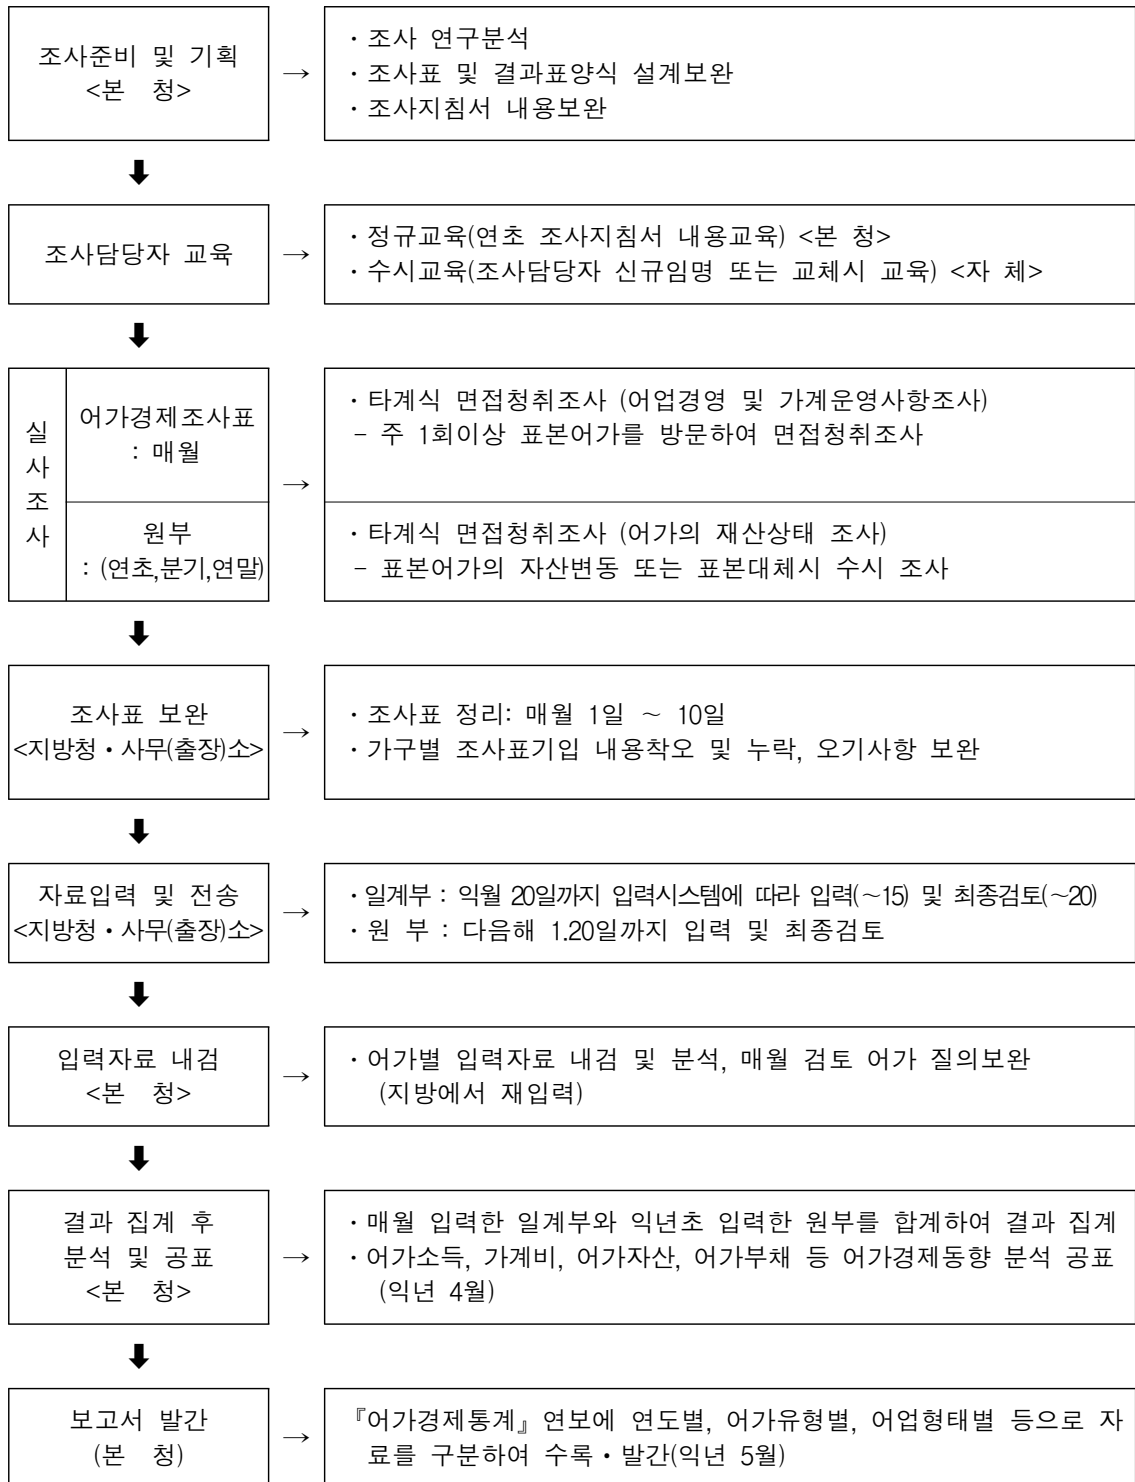 조사준비 및 기획
<본 청>
→
· 조사 연구분석
· 조사표 및 결과표양식 설계보완
· 조사지침서 내용보완
⬇
조사담당자 교육
→
· 정규교육(연초 조사지침서 내용교육) <본 청>
· 수시교육(조사담당자 신규임명 또는 교체시 교육) <자 체>
⬇
실
사
조
사
어가경제조사표
: 매월
→
· 타계식 면접청취조사 (어업경영 및 가계운영사항조사)
- 주 1회이상 표본어가를 방문하여 면접청취조사
원부
: (연초,분기,연말)
· 타계식 면접청취조사 (어가의 재산상태 조사)
- 표본어가의 자산변동 또는 표본대체시 수시 조사
⬇
조사표 보완
<지방청・사무(출장)소>
→
· 조사표 정리: 매월 1일 ∼ 10일
· 가구별 조사표기입 내용착오 및 누락, 오기사항 보완
⬇
자료입력 및 전송
<지방청・사무(출장)소>
→
· 일계부 : 익월 20일까지 입력시스템에 따라 입력(∼15) 및 최종검토(∼20)
· 원 부 : 다음해 1.20일까지 입력 및 최종검토
⬇
입력자료 내검
<본 청>
→
· 어가별 입력자료 내검 및 분석, 매월 검토 어가 질의보완
(지방에서 재입력)
⬇
결과 집계 후
분석 및 공표
<본 청>
→
· 매월 입력한 일계부와 익년초 입력한 원부를 합계하여 결과 집계
· 어가소득, 가계비, 어가자산, 어가부채 등 어가경제동향 분석 공표
(익년 4월)
⬇
보고서 발간
(본 청)
→
『어가경제통계』 연보에 연도별, 어가유형별, 어업형태별 등으로 자
료를 구분하여 수록・발간(익년 5월)